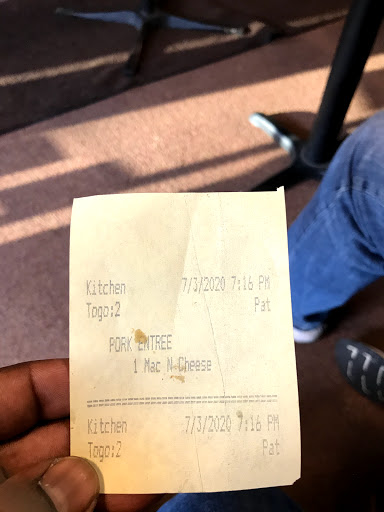 Kitchen 7/3/2020 7:16 PM
Togo:2 Pat
PORK ENTREE
1 Mac N Cheese
================================
Kitchen 7/3/2020 7:16 PM
Togo:2 Pat